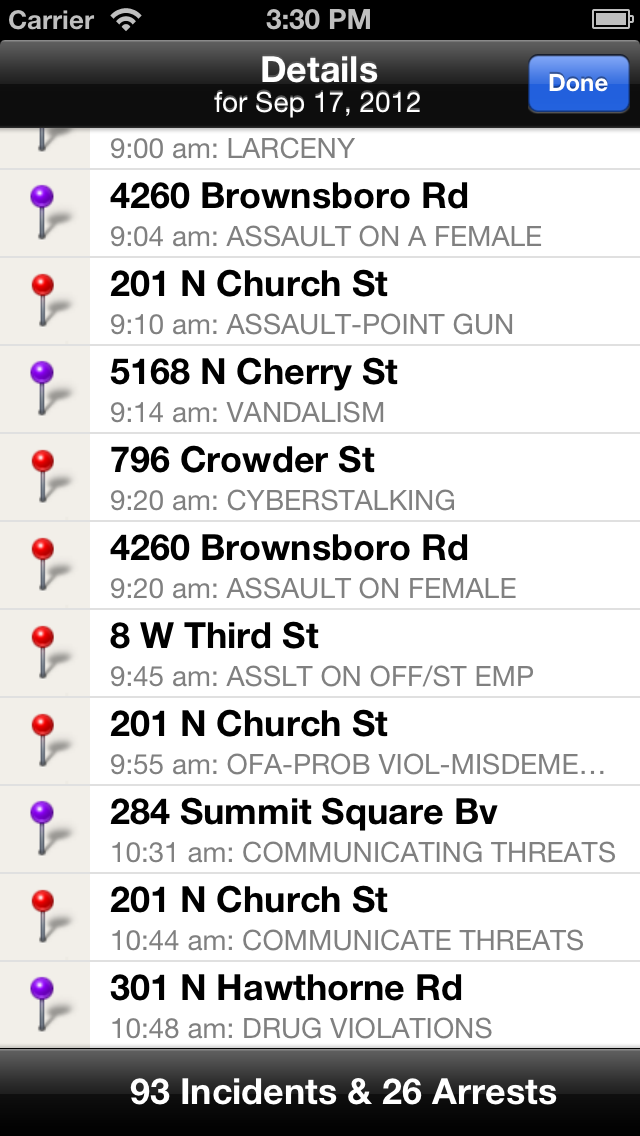 Carrier 3:30 PM
Details
for Sep 17, 2012
Done
9:00 am: LARCENY
4260 Brownsboro Rd
9:04 am: ASSAULT ON A FEMALE
201 N Church St
9:10 am: ASSAULT-POINT GUN
5168 N Cherry St
9:14 am: VANDALISM
796 Crowder St
9:20 am: CYBERSTALKING
4260 Brownsboro Rd
9:20 am: ASSAULT ON FEMALE
8 W Third St
9:45 am: ASSLT ON OFF/ST EMP
201 N Church St
9:55 am: OFA-PROB VIOL-MISDEME...
284 Summit Square Bv
10:31 am: COMMUNICATING THREATS
201 N Church St
10:44 am: COMMUNICATE THREATS
301 N Hawthorne Rd
10:48 am: DRUG VIOLATIONS
93 Incidents & 26 Arrests